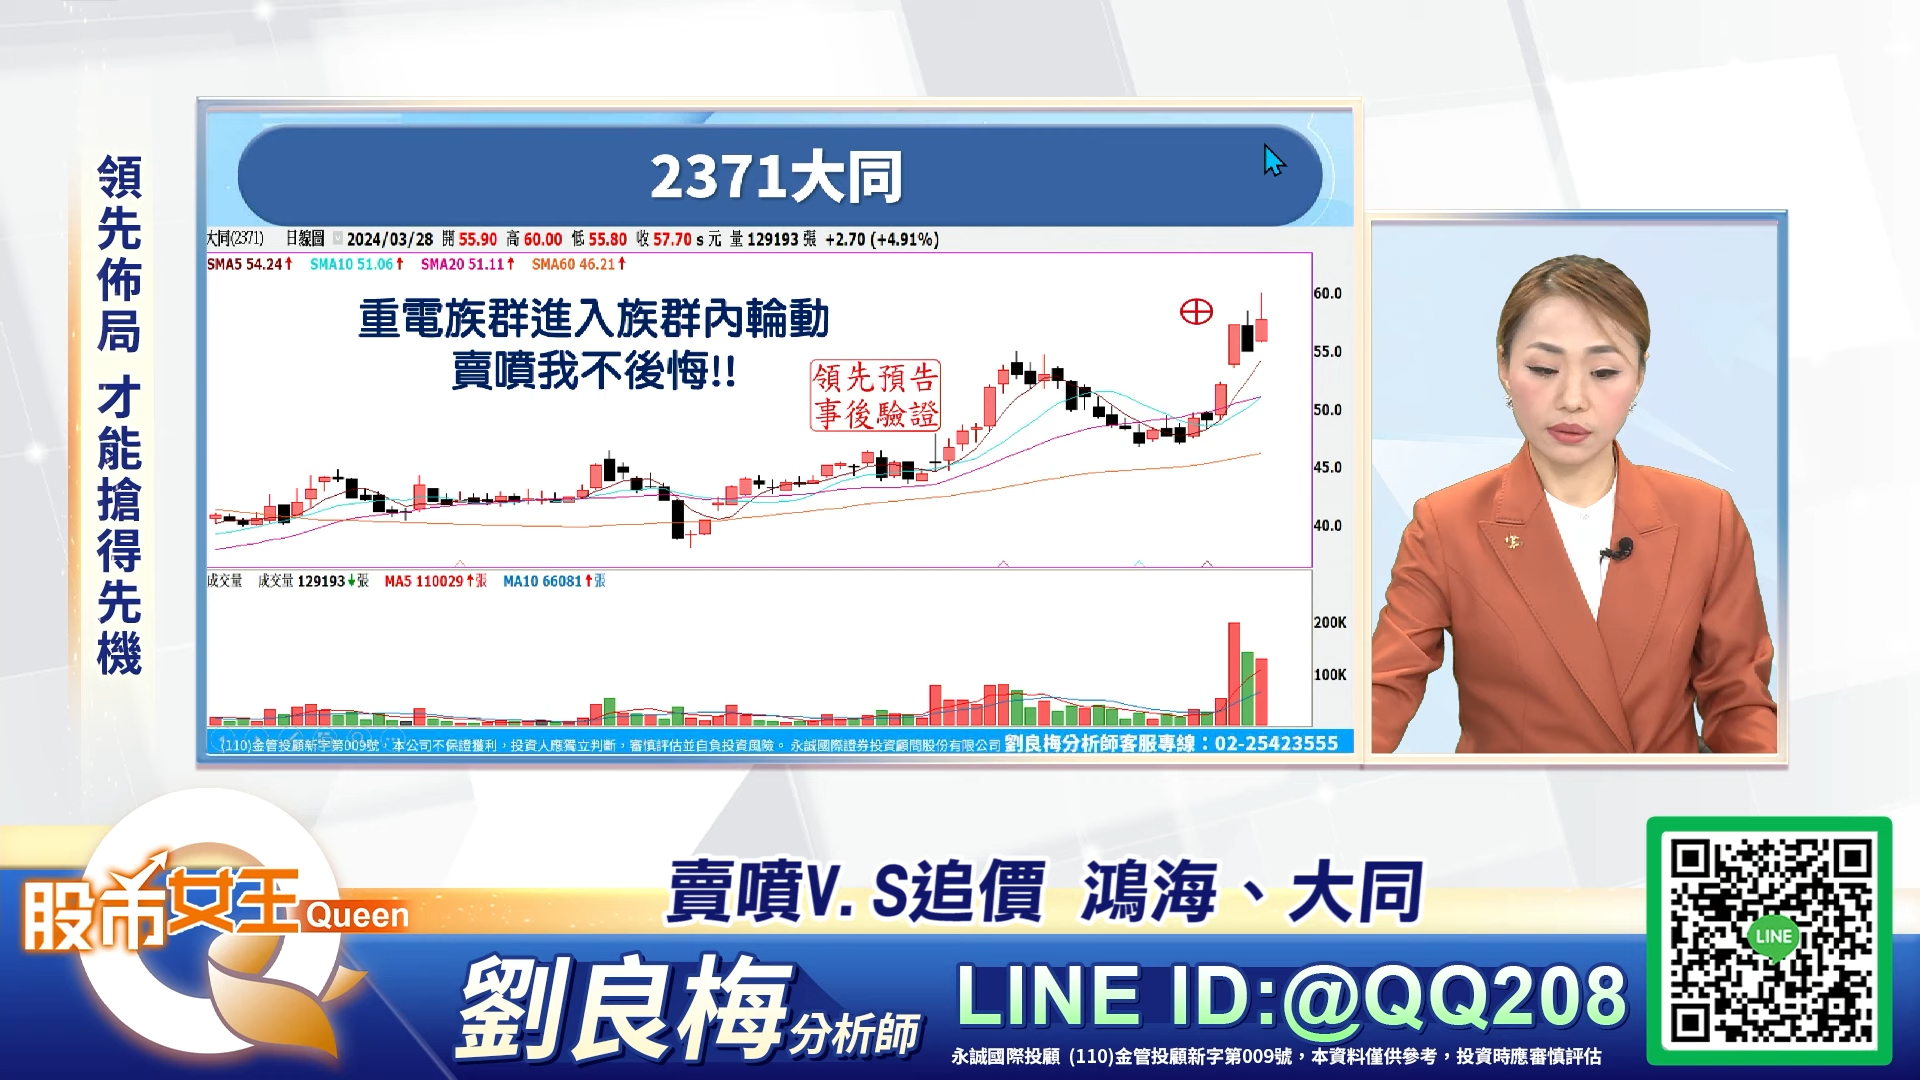 領先佈局 才能搶得先機
2371大同
大同(2371) 日線圖 2024/03/28 開 55.90 高 60.00 低 55.80 收 57.70 s 元 量 129193 張 +2.70 (+4.91%)
SMA5 54.24↑ SMA10 51.06↑ SMA20 51.11↑ SMA60 46.21↑
重電族群進入族群內輪動
賣噴我不後悔!!
領先預告
事後驗證
60.0
55.0
50.0
45.0
40.0
成交量 成交量 129193↓張 MA5 110029↑張 MA10 66081↑張
200K
100K
(110)金管投顧新字第009號，本公司不保證獲利，投資人應獨立判斷，審慎評估並自負投資風險。永誠國際證券投資顧問股份有限公司 劉良梅分析師客服專線：02-25423555
股市女王Queen
賣噴V.S追價 鴻海、大同
劉良梅分析師
LINE ID:@QQ208
永誠國際投顧 (110)金管投顧新字第009號，本資料僅供參考，投資時應審慎評估
LINE